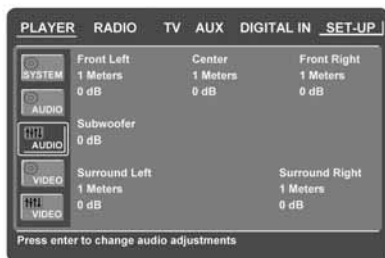 PLAYER RADIO TV AUX DIGITAL IN SET-UP
SYSTEM
AUDIO
AUDIO
VIDEO
VIDEO
Front Left
1 Meters
0 dB
Center
1 Meters
0 dB
Front Right
1 Meters
0 dB
Subwoofer
0 dB
Surround Left
1 Meters
0 dB
Surround Right
1 Meters
0 dB
Press enter to change audio adjustments